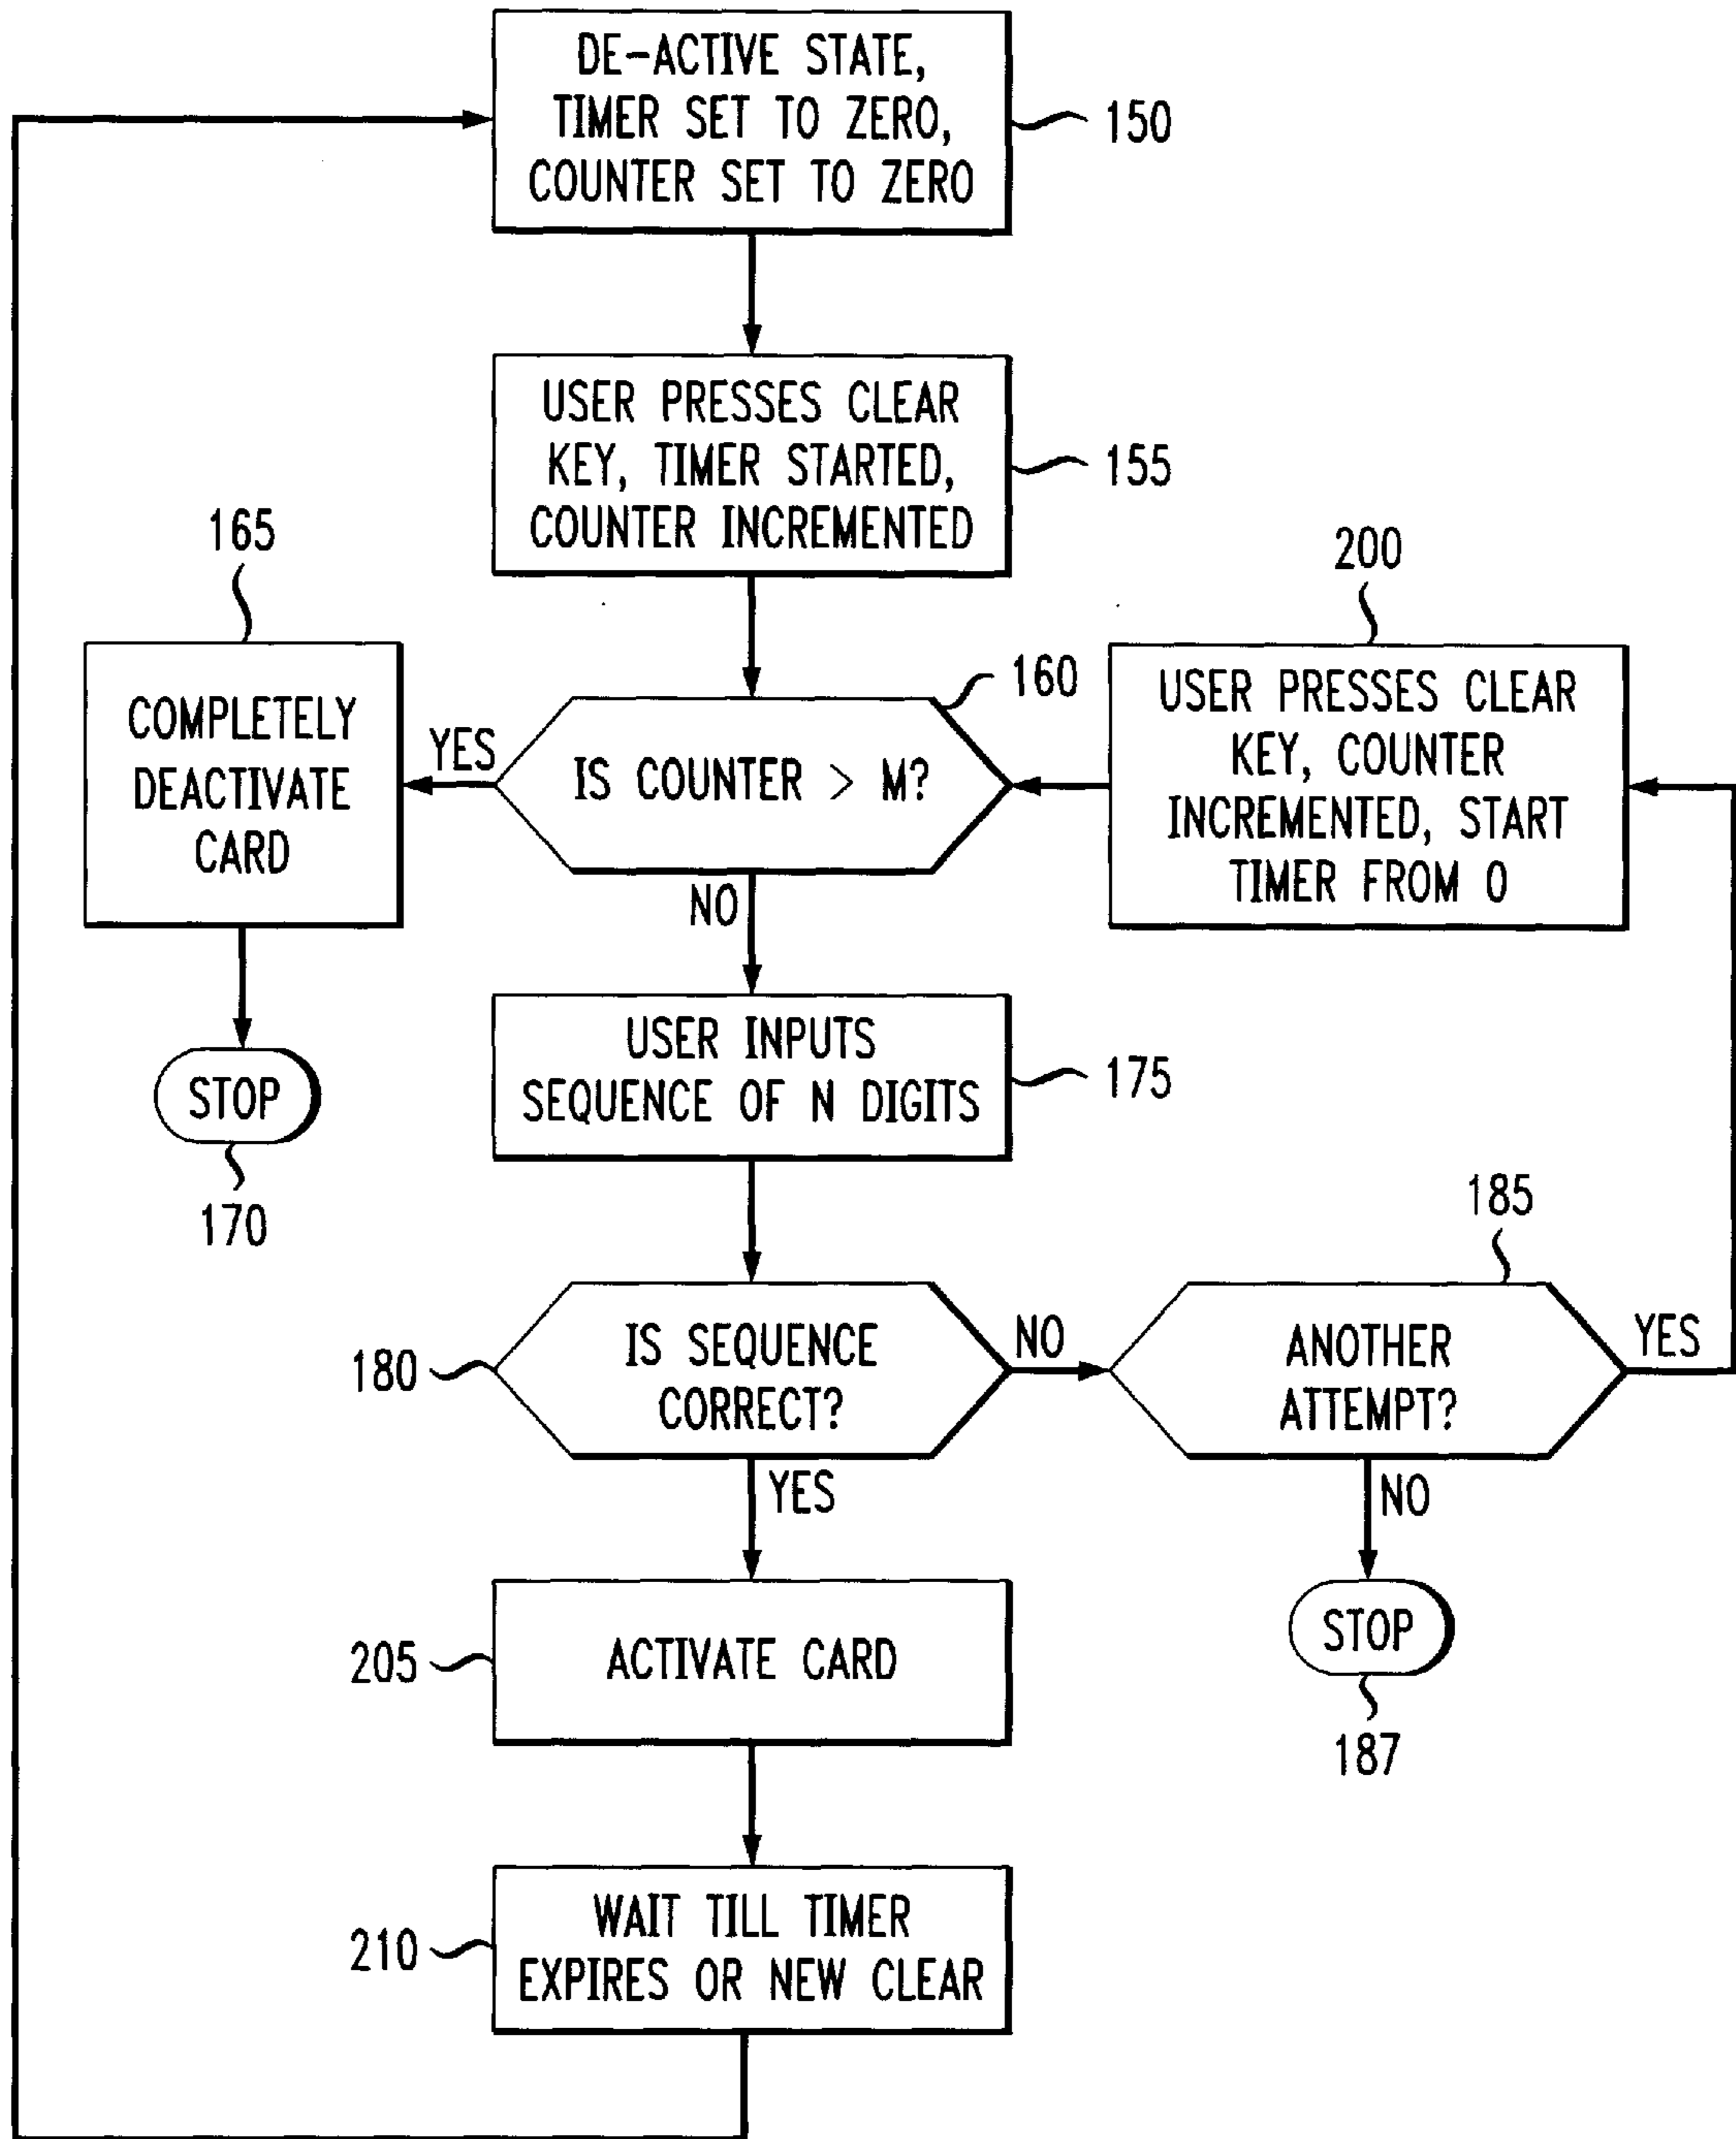 DE-ACTIVE STATE,
TIMER SET TO ZERO,
COUNTER SET TO ZERO
150
USER PRESSES CLEAR
KEY, TIMER STARTED,
COUNTER INCREMENTED
155
165
COMPLETELY
DEACTIVATE
CARD
YES
IS COUNTER > M?
160
NO
200
USER PRESSES CLEAR
KEY, COUNTER
INCREMENTED, START
TIMER FROM 0
STOP
170
USER INPUTS
SEQUENCE OF N DIGITS
175
180
IS SEQUENCE
CORRECT?
NO
YES
185
ANOTHER
ATTEMPT?
YES
NO
STOP
187
205
ACTIVATE CARD
210
WAIT TILL TIMER
EXPIRES OR NEW CLEAR